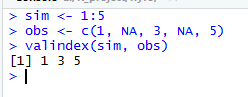 > sim <- 1:5
> obs <- c(1, NA, 3, NA, 5)
> valindex(sim, obs)
[1] 1 3 5
>